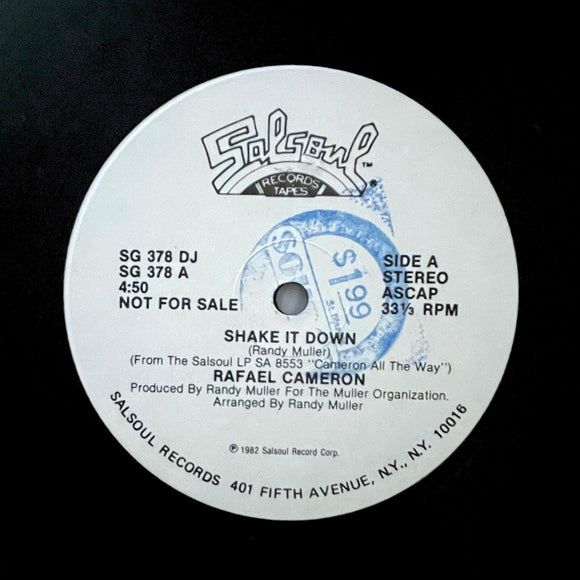 Salsoul ™
RECORDS ®
TAPES
SG 378 DJ
SG 378 A
4:50
NOT FOR SALE
SIDE A
STEREO
ASCAP
33⅓ RPM
$199
SHAKE IT DOWN
(Randy Muller)
(From The Salsoul LP SA 8553 "Cameron All The Way")
RAFAEL CAMERON
Produced By Randy Muller For The Muller Organization.
Arranged By Randy Muller
℗ 1982 Salsoul Record Corp.
SALSOUL RECORDS 401 FIFTH AVENUE, N.Y., N.Y. 10016